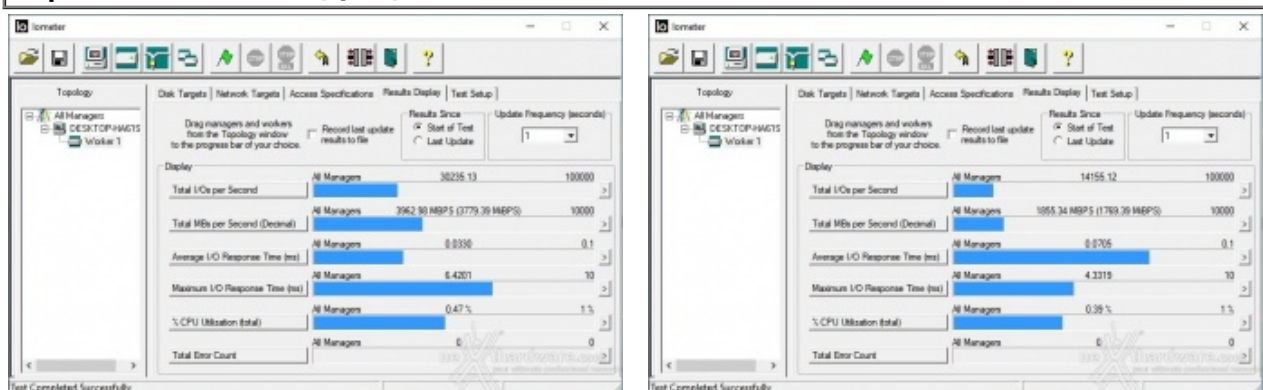 Iometer
Topology
All Managers
DESKTOP-HAG1S
Worker 1
Disk Targets | Network Targets | Access Specifications | Results Display | Test Setup
Drag managers and workers
from the Topology window
to the progress bar of your choice.
Record last update
results to file
Results Since
Start of Test
Last Update
Update Frequency (seconds)
1
Display
All Managers 30235.13 100000
Total I/Os per Second
All Managers 3962.98 MBPS (3779.39 MiBPS) 10000
Total MBs per Second (Decimal)
All Managers 0.0330 0.1
Average I/O Response Time (ms)
All Managers 6.4201 10
Maximum I/O Response Time (ms)
All Managers 0.47 % 1 %
% CPU Utilisation (total)
All Managers 0 0
Total Error Count
Test Completed Successfully
Iometer
Topology
All Managers
DESKTOP-HAG1S
Worker 1
Disk Targets | Network Targets | Access Specifications | Results Display | Test Setup
Drag managers and workers
from the Topology window
to the progress bar of your choice.
Record last update
results to file
Results Since
Start of Test
Last Update
Update Frequency (seconds)
1
Display
All Managers 14155.12 100000
Total I/Os per Second
All Managers 1855.34 MBPS (1769.39 MiBPS) 10000
Total MBs per Second (Decimal)
All Managers 0.0705 0.1
Average I/O Response Time (ms)
All Managers 4.3319 10
Maximum I/O Response Time (ms)
All Managers 0.39 % 1 %
% CPU Utilisation (total)
All Managers 0 0
Total Error Count
Test Completed Successfully